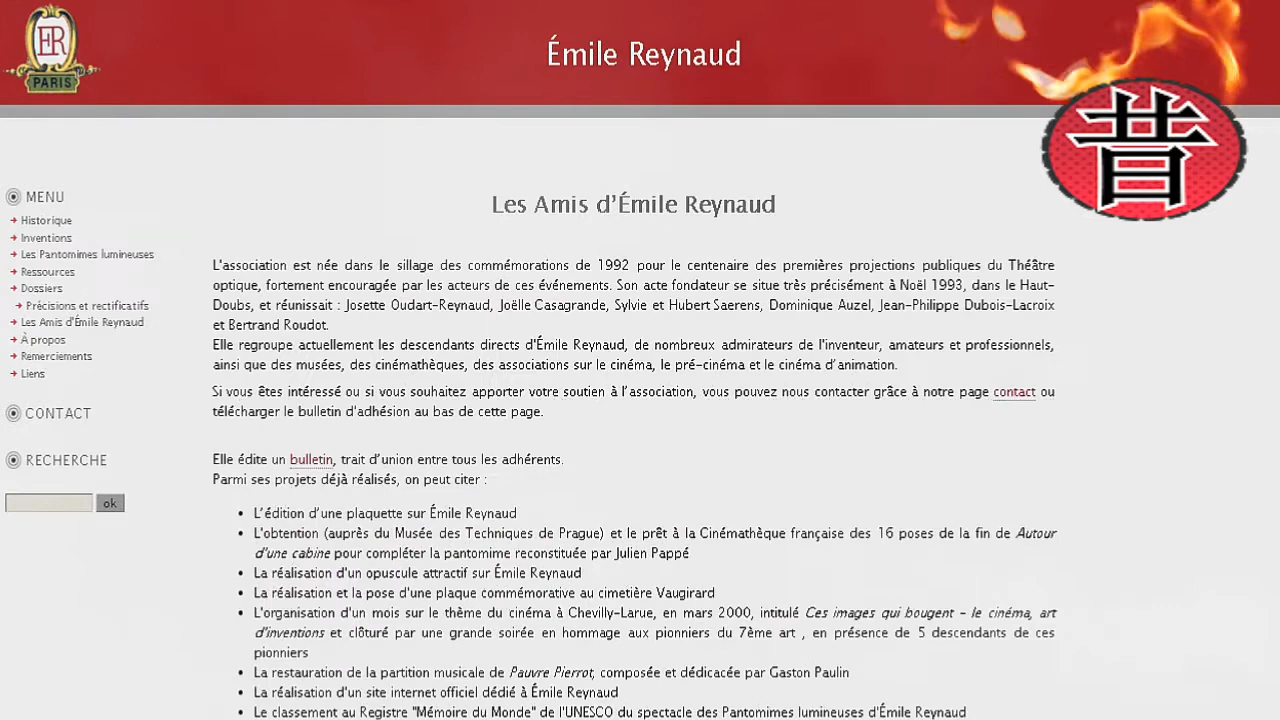 ER
PARIS
Émile Reynaud
昔
MENU
Historique
Inventions
Les Pantomimes lumineuses
Ressources
Dossiers
Précisions et rectificatifs
Les Amis d'Émile Reynaud
À propos
Remerciements
Liens
CONTACT
RECHERCHE
ok
Les Amis d’Émile Reynaud
L'association est née dans le sillage des commémorations de 1992 pour le centenaire des premières projections publiques du Théâtre
optique, fortement encouragée par les acteurs de ces événements. Son acte fondateur se situe très précisément à Noël 1993, dans le Haut-
Doubs, et réunissait : Josette Oudart-Reynaud, Joëlle Casagrande, Sylvie et Hubert Saerens, Dominique Auzel, Jean-Philippe Dubois-Lacroix
et Bertrand Roudot.
Elle regroupe actuellement les descendants directs d'Émile Reynaud, de nombreux admirateurs de l'inventeur, amateurs et professionnels,
ainsi que des musées, des cinémathèques, des associations sur le cinéma, le pré-cinéma et le cinéma d’animation.
Si vous êtes intéressé ou si vous souhaitez apporter votre soutien à l’association, vous pouvez nous contacter grâce à notre page contact ou
télécharger le bulletin d'adhésion au bas de cette page.
Elle édite un bulletin, trait d’union entre tous les adhérents.
Parmi ses projets déjà réalisés, on peut citer :
• L’édition d’une plaquette sur Émile Reynaud
• L'obtention (auprès du Musée des Techniques de Prague) et le prêt à la Cinémathèque française des 16 poses de la fin de Autour
d'une cabine pour compléter la pantomime reconstituée par Julien Pappé
• La réalisation d'un opuscule attractif sur Émile Reynaud
• La réalisation et la pose d'une plaque commémorative au cimetière Vaugirard
• L'organisation d'un mois sur le thème du cinéma à Chevilly-Larue, en mars 2000, intitulé Ces images qui bougent - le cinéma, art
d'inventions et clôturé par une grande soirée en hommage aux pionniers du 7ème art , en présence de 5 descendants de ces
pionniers
• La restauration de la partition musicale de Pauvre Pierrot, composée et dédicacée par Gaston Paulin
• La réalisation d'un site internet officiel dédié à Émile Reynaud
• Le classement au Registre "Mémoire du Monde" de l'UNESCO du spectacle des Pantomimes lumineuses d'Émile Reynaud